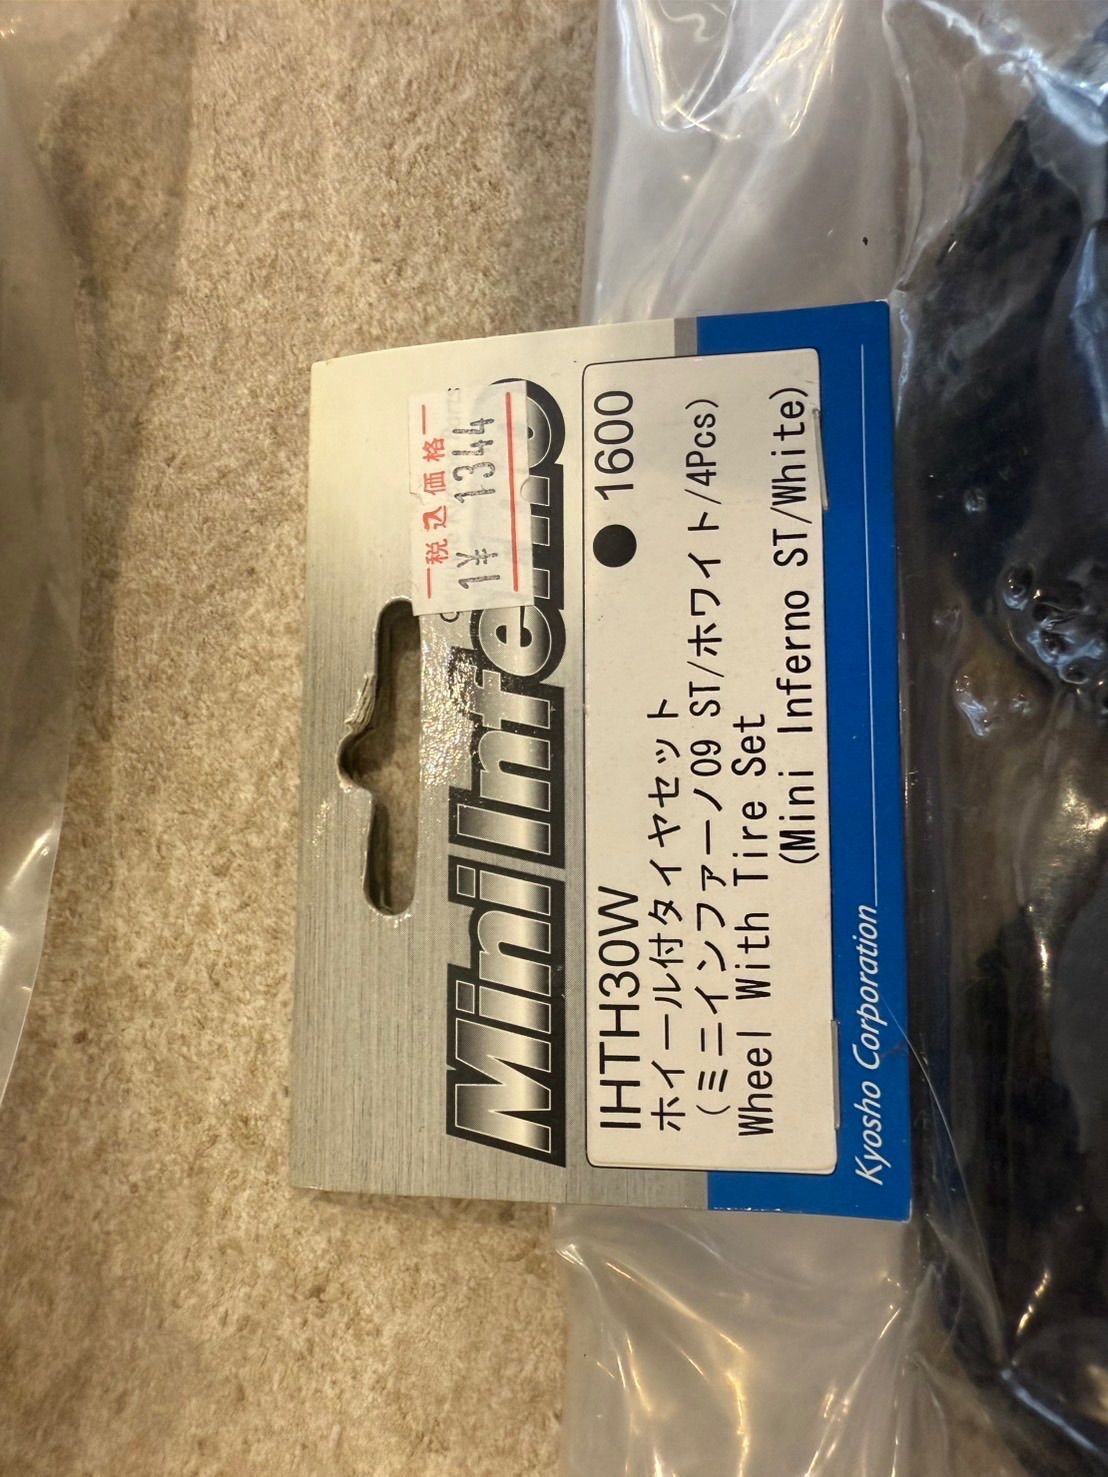 Mini Inferno
税込価格
1¥ 1344
IHTH30W ● 1600
ホイール付タイヤセット
(ミニインファーノ09 ST/ホワイト/4Pcs)
Wheel With Tire Set
(Mini Inferno ST/White)
Kyosho Corporation